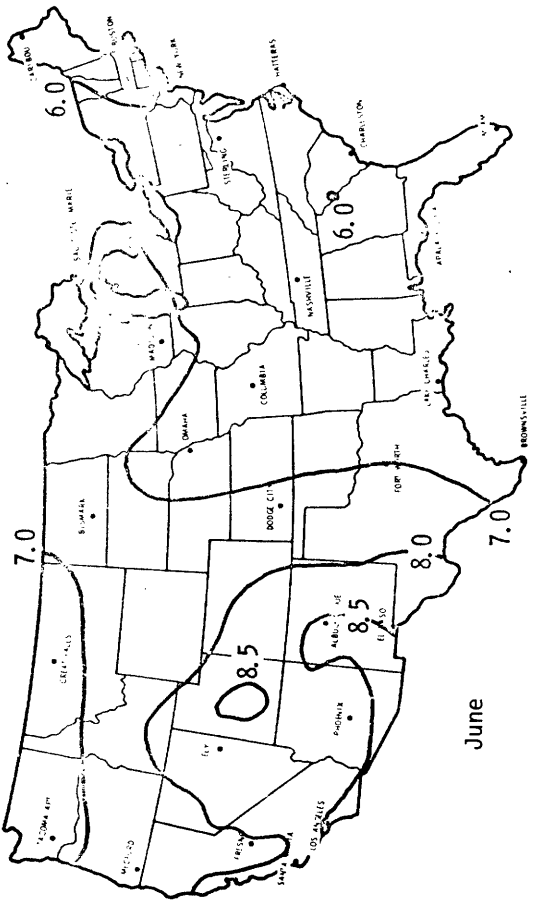 7.0
GREAT FALLS
BISMARK
MEDFORD
OMAHA
ELY
8.5
DODGE CITY
COLUMBIA
STERLING
NEW YORK
6.0
FRESNO
LOS ANGELES
PHOENIX
8.5
EL PASO
8.0
FORT WORTH
NASHVILLE
HATTERAS
6.0
CHARLESTON
LAKE CHARLES
7.0
BROWNSVILLE
June